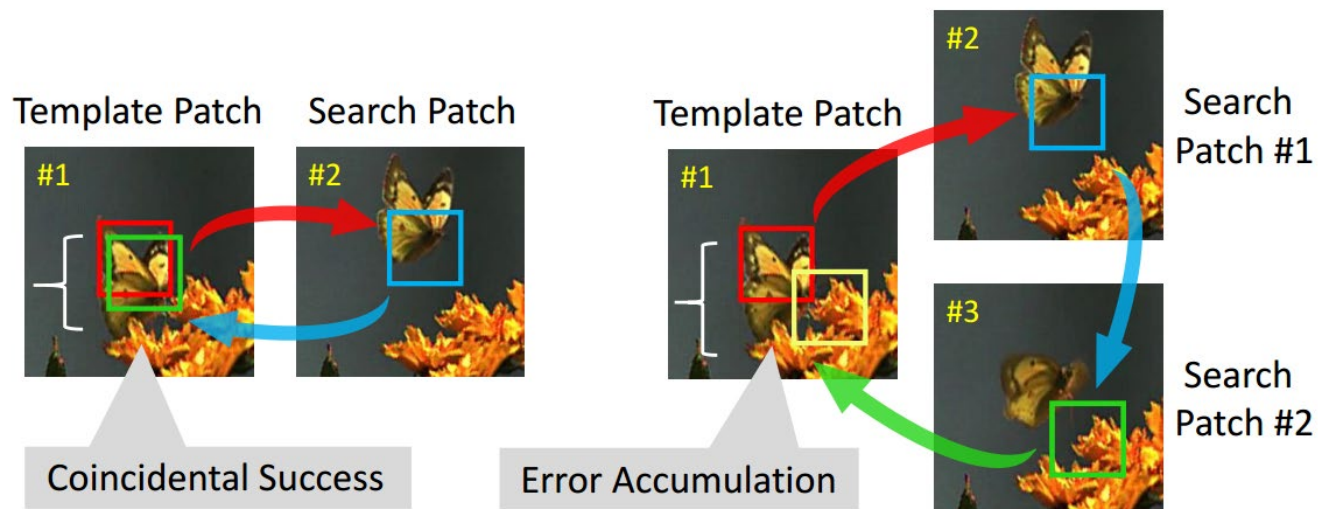 Template Patch
Search Patch
#1
#2
Coincidental Success
Template Patch
#1
#2
Search
Patch #1
#3
Search
Patch #2
Error Accumulation